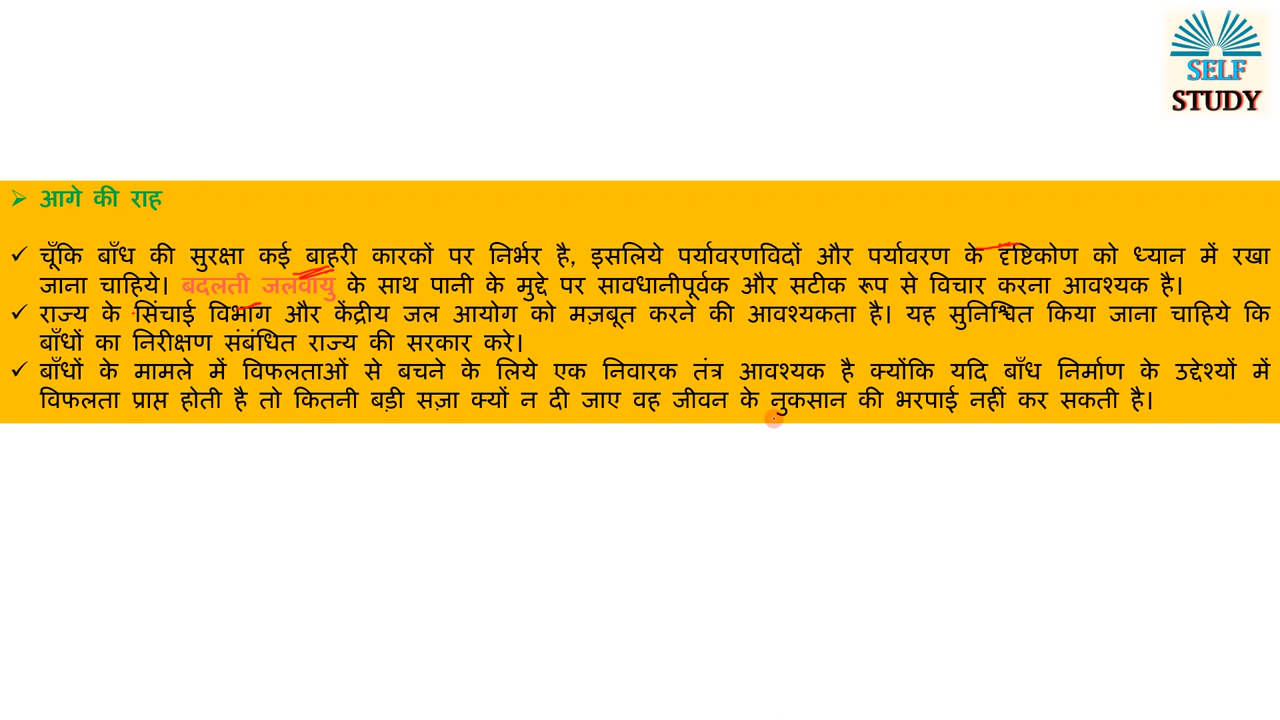 SELF
STUDY
आगे की राह
चूँकि बाँध की सुरक्षा कई बाहरी कारकों पर निर्भर है, इसलिये पर्यावरणविदों और पर्यावरण के दृष्टिकोण को ध्यान में रखा
जाना चाहिये। बदलती जलवायु के साथ पानी के मुद्दे पर सावधानीपूर्वक और सटीक रूप से विचार करना आवश्यक है।
राज्य के सिंचाई विभाग और केंद्रीय जल आयोग को मज़बूत करने की आवश्यकता है। यह सुनिश्चित किया जाना चाहिये कि
बाँधों का निरीक्षण संबंधित राज्य की सरकार करे।
बाँधों के मामले में विफलताओं से बचने के लिये एक निवारक तंत्र आवश्यक है क्योंकि यदि बाँध निर्माण के उद्देश्यों में
विफलता प्राप्त होती है तो कितनी बड़ी सज़ा क्यों न दी जाए वह जीवन के नुकसान की भरपाई नहीं कर सकती है।